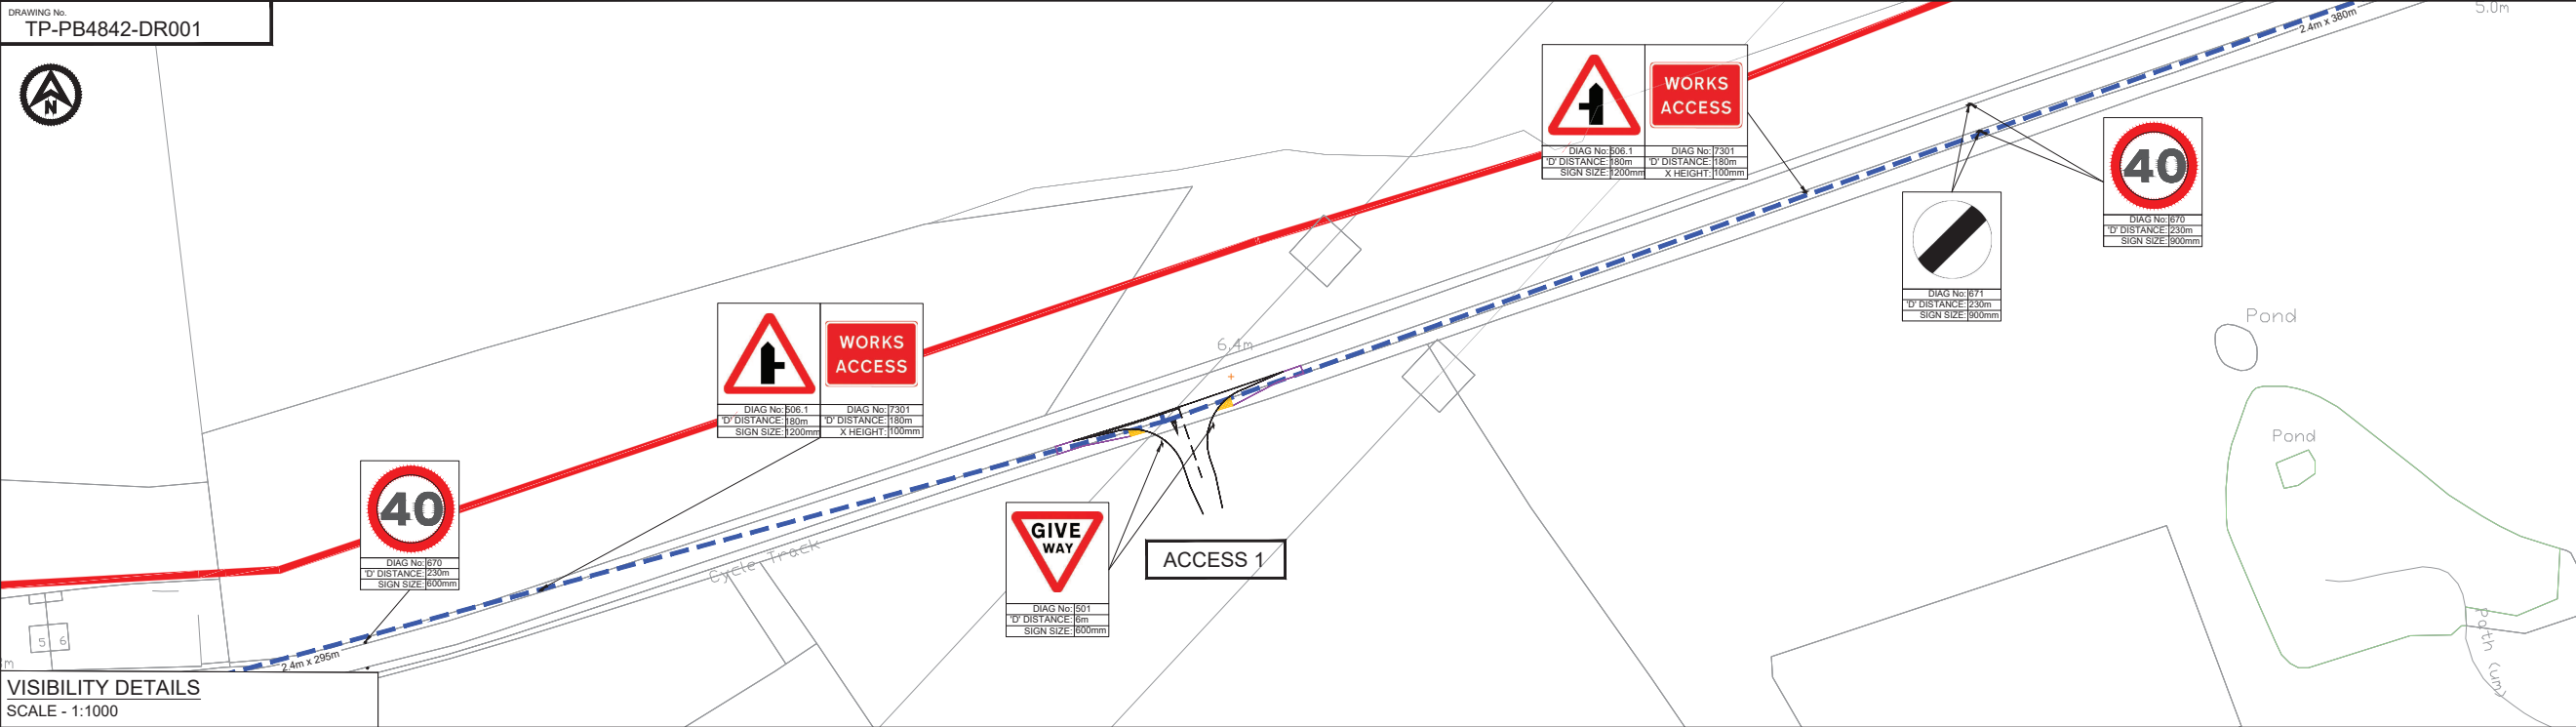 DRAWING No.
TP-PB4842-DR001
N
5.0m
2.4m x 380m
WORKS
ACCESS
DIAG No: 506.1 DIAG No: 7301
'D' DISTANCE: 180m 'D' DISTANCE: 180m
SIGN SIZE: 1200mm X HEIGHT: 100mm
40
DIAG No: 670
'D' DISTANCE: 230m
SIGN SIZE: 900mm
DIAG No: 671
'D' DISTANCE: 230m
SIGN SIZE: 900mm
Pond
Pond
Path (um)
6.4m
WORKS
ACCESS
DIAG No: 506.1 DIAG No: 7301
'D' DISTANCE: 180m 'D' DISTANCE: 180m
SIGN SIZE: 1200mm X HEIGHT: 100mm
40
DIAG No: 670
'D' DISTANCE: 230m
SIGN SIZE: 600mm
Cycle Track
GIVE
WAY
DIAG No: 501
'D' DISTANCE: 6m
SIGN SIZE: 600mm
ACCESS 1
5 6
m
2.4m x 295m
VISIBILITY DETAILS
SCALE - 1:1000